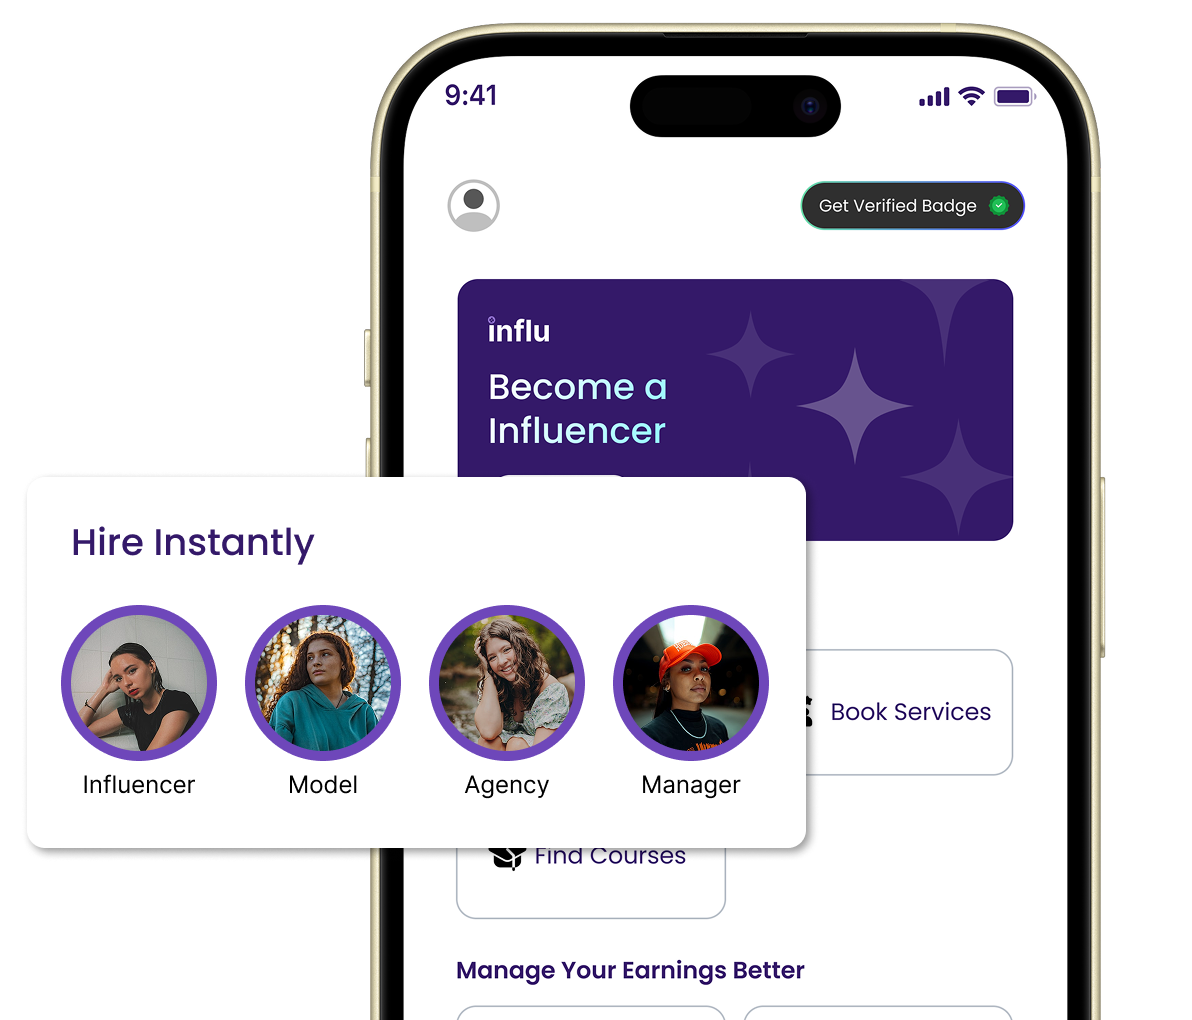 9:41
Get Verified Badge
influ
Become a
Influencer
Hire Instantly
Influencer
Model
Agency
Manager
Book Services
Find Courses
Manage Your Earnings Better